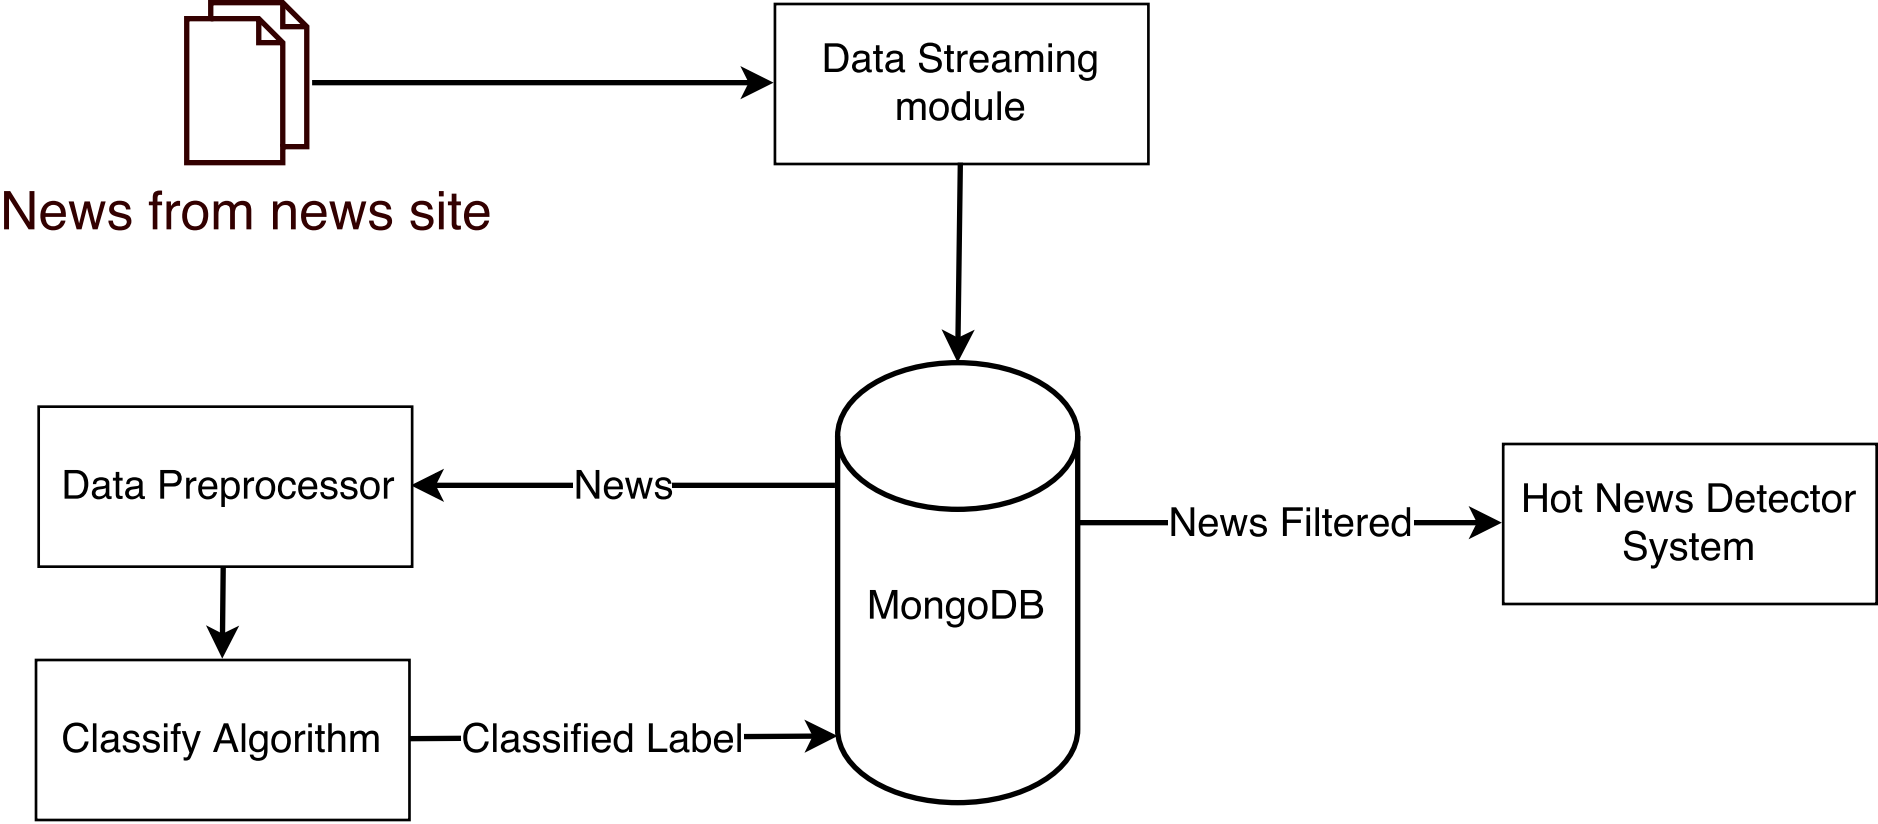 Data Streaming
module
News from news site
Data Preprocessor
News
News Filtered
Hot News Detector
System
MongoDB
Classify Algorithm
Classified Label